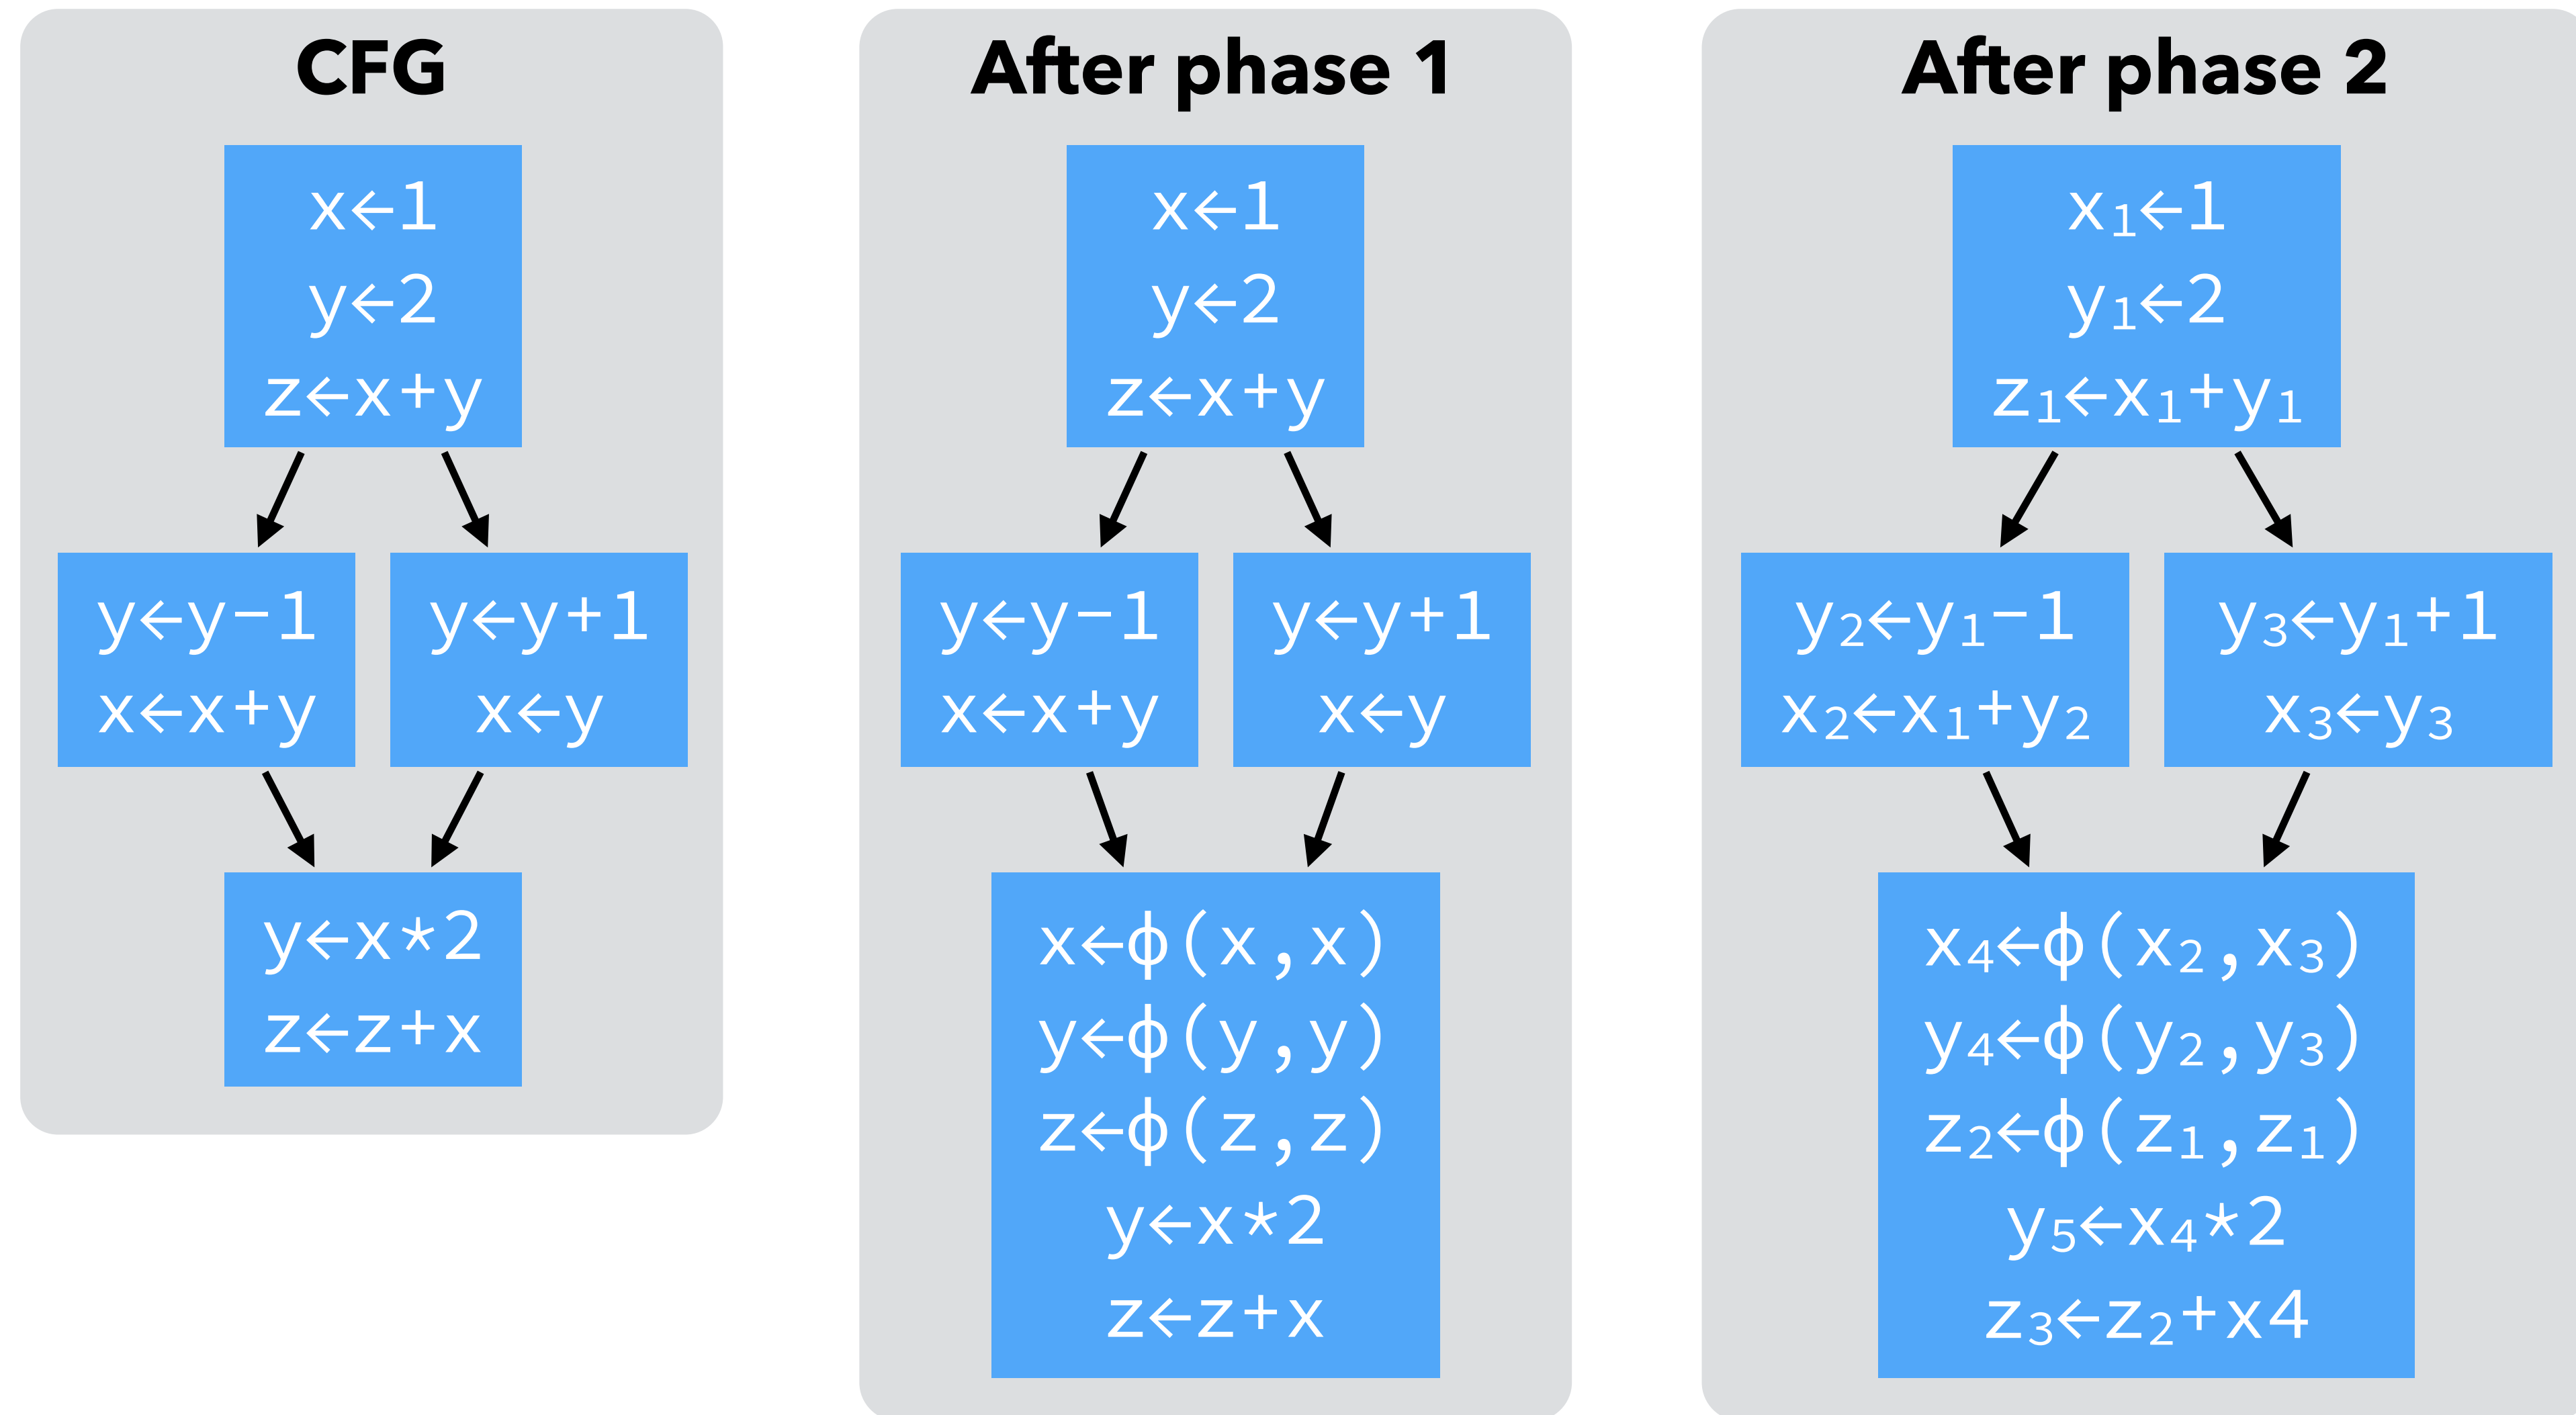 CFG
x←1
y←2
z←x+y
y←y-1
x←x+y
y←y+1
x←y
y←x*2
z←z+x
After phase 1
x←1
y←2
z←x+y
y←y-1
x←x+y
y←y+1
x←y
x←ϕ(x,x)
y←ϕ(y,y)
z←ϕ(z,z)
y←x*2
z←z+x
After phase 2
x₁←1
y₁←2
z₁←x₁+y₁
y₂←y₁-1
x₂←x₁+y₂
y₃←y₁+1
x₃←y₃
x₄←ϕ(x₂,x₃)
y₄←ϕ(y₂,y₃)
z₂←ϕ(z₁,z₁)
y₅←x₄*2
z₃←z₂+x4